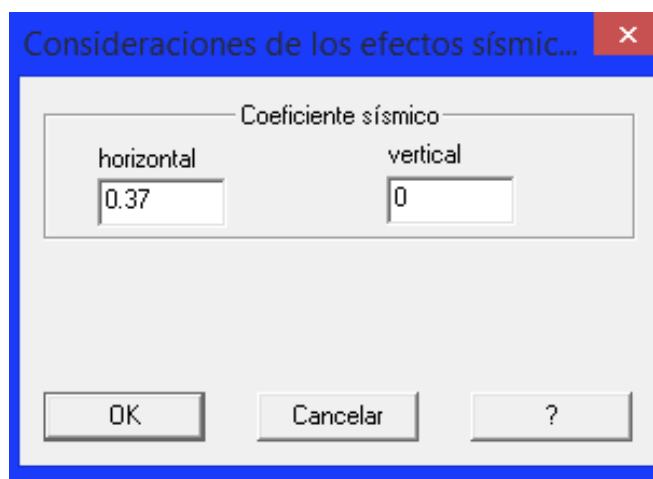 Consideraciones de los efectos sísmic...
Coeficiente sísmico
horizontal vertical
0.37 0
OK Cancelar ?